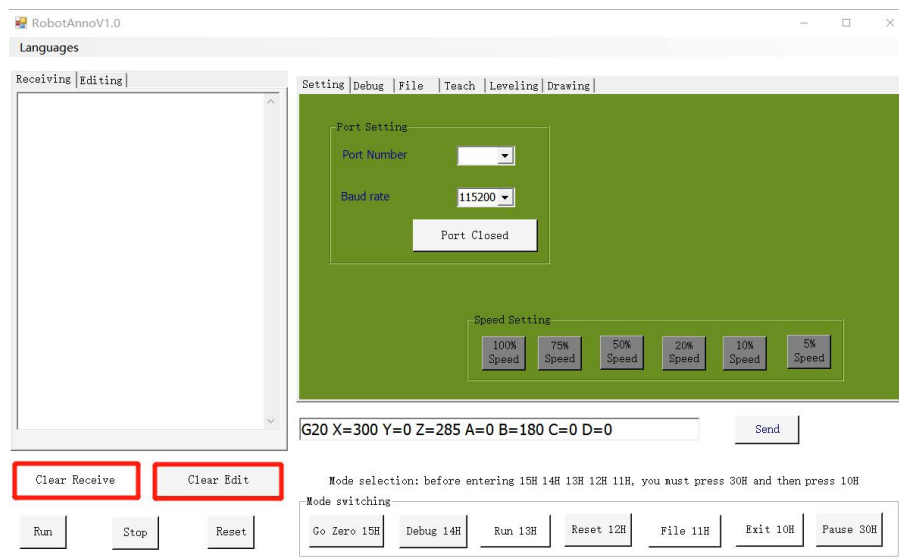 RobotAnnoV1.0
Languages
Receiving Editing
Setting Debug File Teach Leveling Drawing
Port Setting
Port Number
Baud rate 115200
Port Closed
Speed Setting
100% Speed
75% Speed
50% Speed
20% Speed
10% Speed
5% Speed
G20 X=300 Y=0 Z=285 A=0 B=180 C=0 D=0 Send
Clear Receive Clear Edit
Mode selection: before entering 15H 14H 13H 12H 11H, you must press 30H and then press 10H
Mode switching
Run Stop Reset
Go Zero 15H Debug 14H Run 13H Reset 12H File 11H Exit 10H Pause 30H